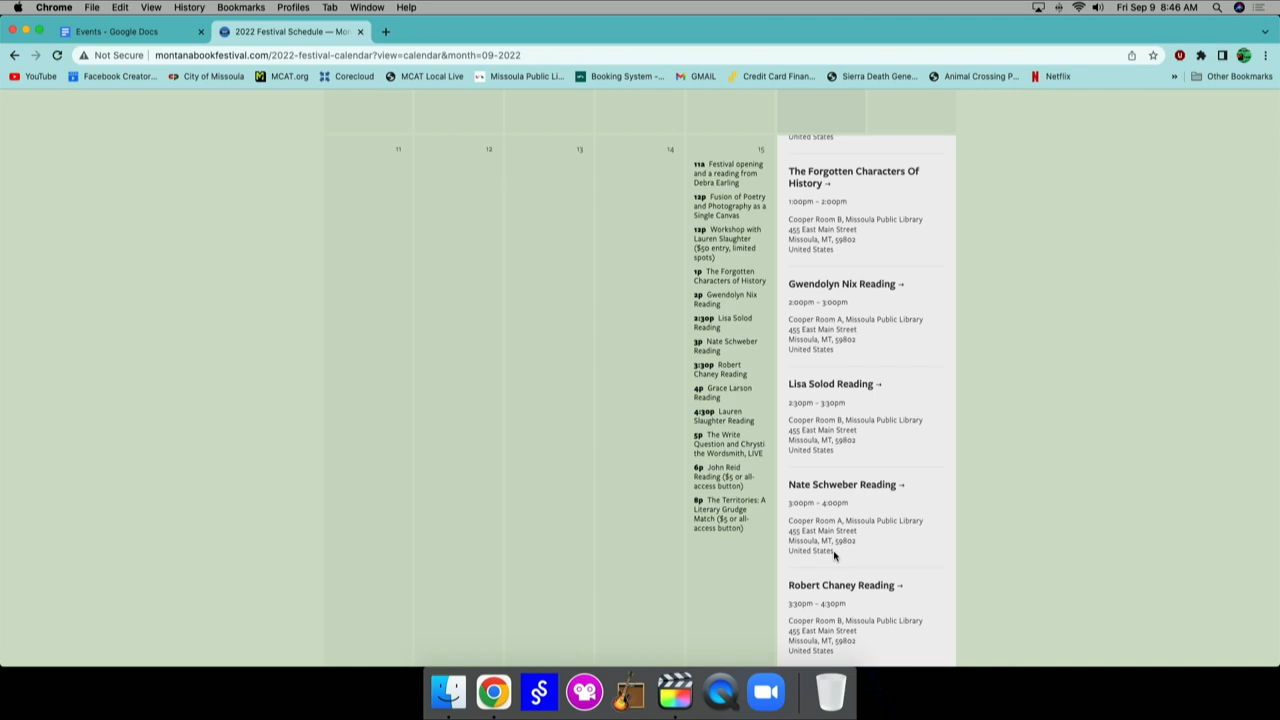 Chrome File Edit View History Bookmarks Profiles Tab Window Help Fri Sep 9 8:46 AM
Events - Google Docs 2022 Festival Schedule — Mon
Not Secure montanabookfestival.com/2022-festival-calendar?view=calendar&month=09-2022
YouTube Facebook Creator... City of Missoula MCAT.org Corecloud MCAT Local Live Missoula Public Li... Booking System -... GMAIL Credit Card Finan... Sierra Death Gene... Animal Crossing P... Netflix » Other Bookmarks
11 12 13 14 15
11a Festival opening
and a reading from
Debra Earling
12p Fusion of Poetry
and Photography as a
Single Canvas
12p Workshop with
Lauren Slaughter
($50 entry, limited
spots)
1p The Forgotten
Characters of History
2p Gwendolyn Nix
Reading
2:30p Lisa Solod
Reading
3p Nate Schweber
Reading
3:30p Robert
Chaney Reading
4p Grace Larson
Reading
4:30p Lauren
Slaughter Reading
5p The Write
Question and Chrysti
the Wordsmith, LIVE
6p John Reid
Reading ($5 or all-
access button)
8p The Territories: A
Literary Grudge
Match ($5 or all-
access button)
United States
The Forgotten Characters Of
History →
1:00pm – 2:00pm
Cooper Room B, Missoula Public Library
455 East Main Street
Missoula, MT, 59802
United States
Gwendolyn Nix Reading →
2:00pm – 3:00pm
Cooper Room A, Missoula Public Library
455 East Main Street
Missoula, MT, 59802
United States
Lisa Solod Reading →
2:30pm – 3:30pm
Cooper Room B, Missoula Public Library
455 East Main Street
Missoula, MT, 59802
United States
Nate Schweber Reading →
3:00pm – 4:00pm
Cooper Room A, Missoula Public Library
455 East Main Street
Missoula, MT, 59802
United States
Robert Chaney Reading →
3:30pm – 4:30pm
Cooper Room B, Missoula Public Library
455 East Main Street
Missoula, MT, 59802
United States